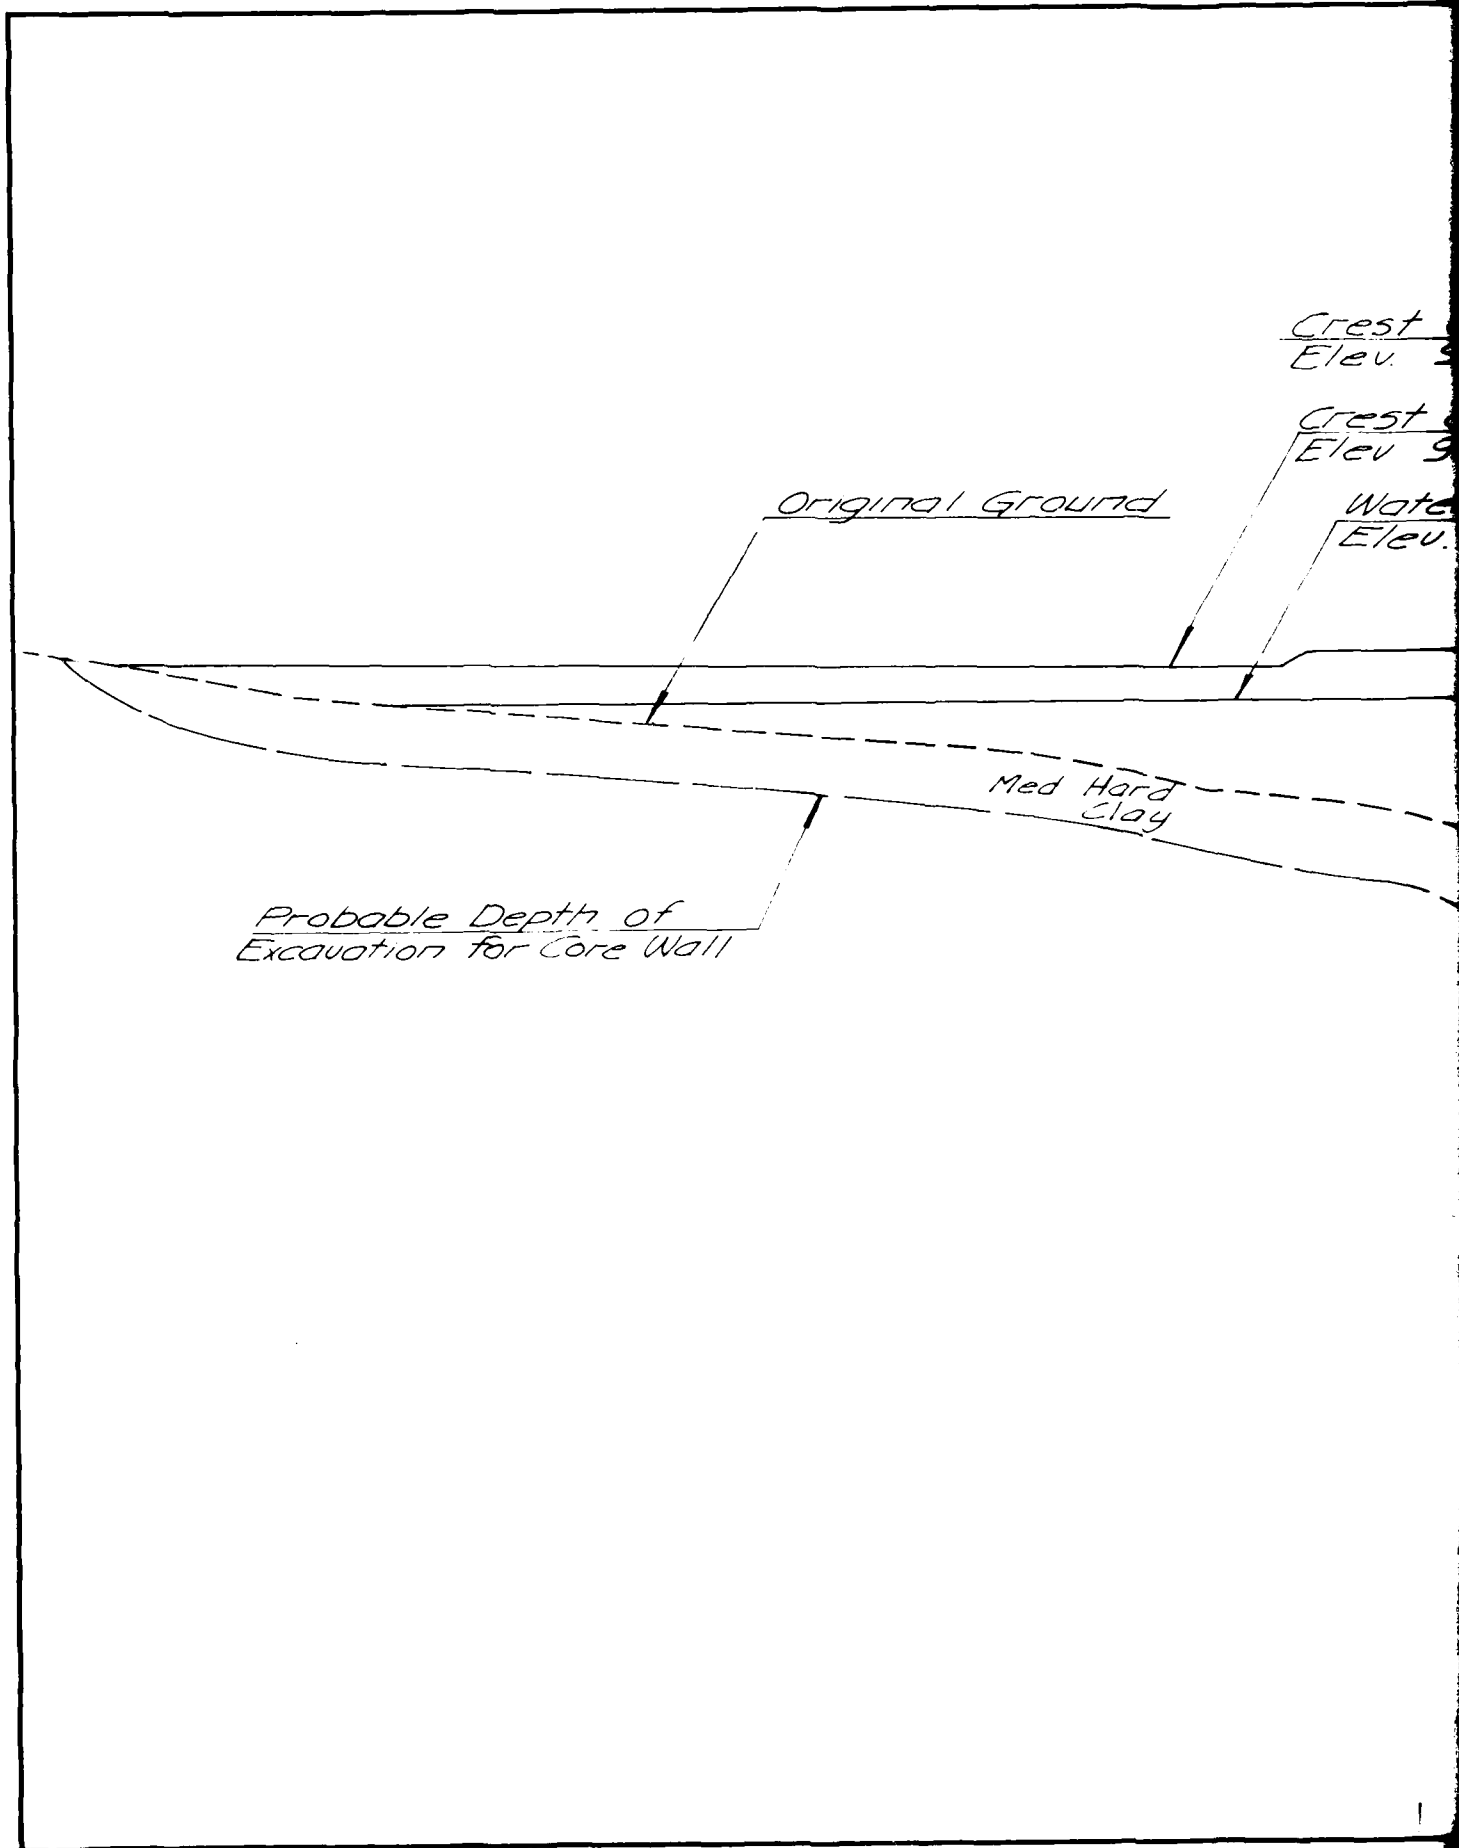 Crest
Elev.
Crest
Elev
Original Ground
Elev.
Med Hard
Clay
Probable Depth of
Excavation for Core Wall